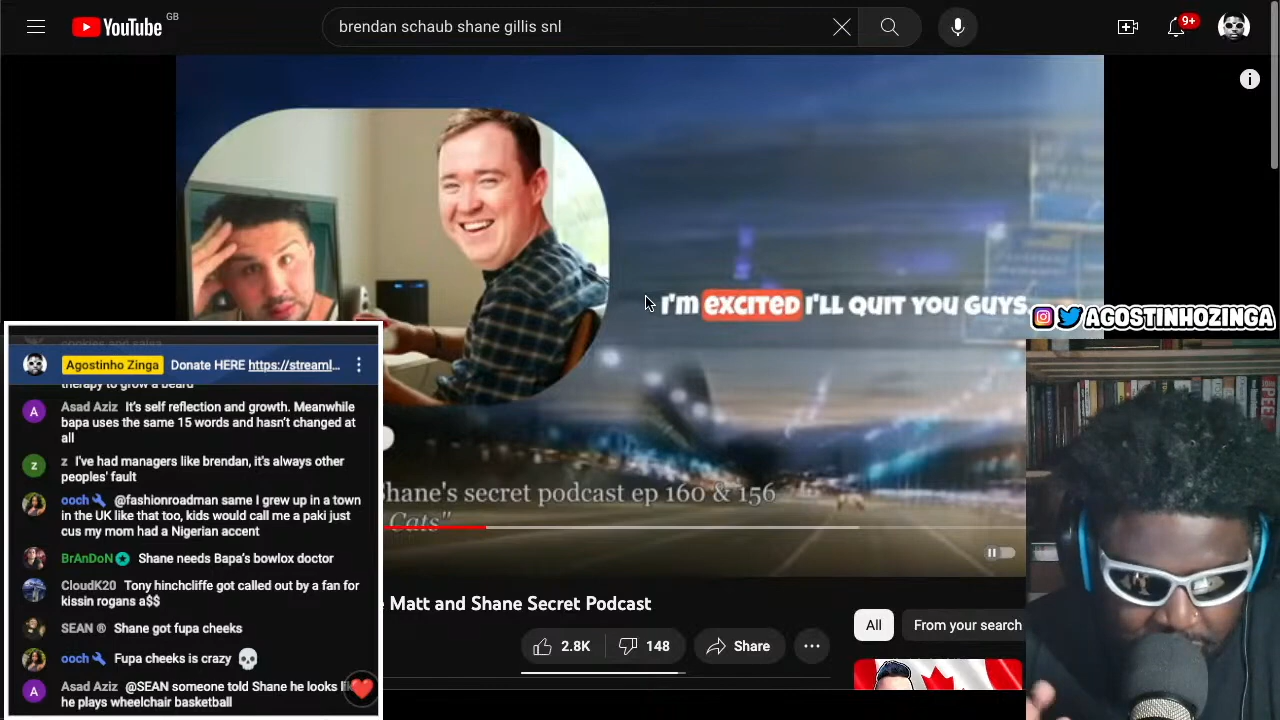 YouTube GB
brendan schaub shane gillis snl
9+
I'M EXCITED I'LL QUIT YOU GUYS
AGOSTINHOZINGA
cookies and salsa
Agostinho Zinga Donate HERE https://streaml...
therapy to grow a beard
A Asad Aziz It's self reflection and growth. Meanwhile
bapa uses the same 15 words and hasn't changed at
all
z z I've had managers like brendan, it's always other
peoples' fault
ooch @fashionroadman same I grew up in a town
in the UK like that too, kids would call me a paki just
cus my mom had a Nigerian accent
BrAnDoN Shane needs Bapa's bowlox doctor
CloudK20 Tony hinchcliffe got called out by a fan for
kissin rogans a$$
SEAN ® Shane got fupa cheeks
ooch Fupa cheeks is crazy
A Asad Aziz @SEAN someone told Shane he looks li
he plays wheelchair basketball
Shane's secret podcast ep 160 & 156
Cats"
Matt and Shane Secret Podcast
2.8K
148
Share
All
From your search